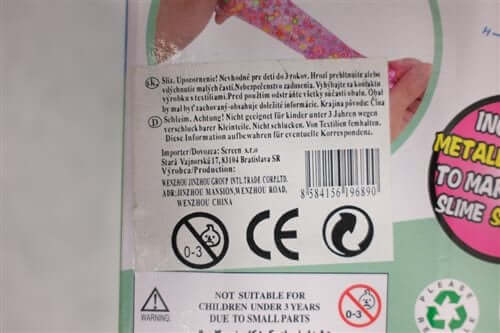 SK Sliz. Upozornenie! Nevhodné pre deti do 3 rokov. Hrozí prehltnutie alebo
vdýchnutie malých častí. Nebezpečenstvo zadusenia. Vyhýbajte sa kontaktu
výrobku s textíliami. Pred použitím odstráňte všetky súčasti obalu. Obal
by mal byť zachovaný. obsahuje dôležité informácie. Krajina pôvodu: Čína
D Schleim. Achtung! Nicht geeignet für kinder unter 3 Jahren wegen
verschluckbarer Kleinteile. Nicht schlucken. Von Textilien fernhalten.
Diese Information aufbewahren für eventuelle Korrespondenz.
Importer/Dovozca: Screen s.r.o
Stará Vajnorská 17, 83104 Bratislava SR
Výrobca/Production:
WENZHOU JINZHOU GROUP INTL TRADE CORP.LTD.
ADR:JINZHOU MANSION,WENZHOU ROAD,
WENZHOU CHINA
8 584156 196890
0-3
CE
INC
METALL
TO MA
SLIME S
WARNING:
NOT SUITABLE FOR
CHILDREN UNDER 3 YEARS
DUE TO SMALL PARTS
0-3
PLEASE